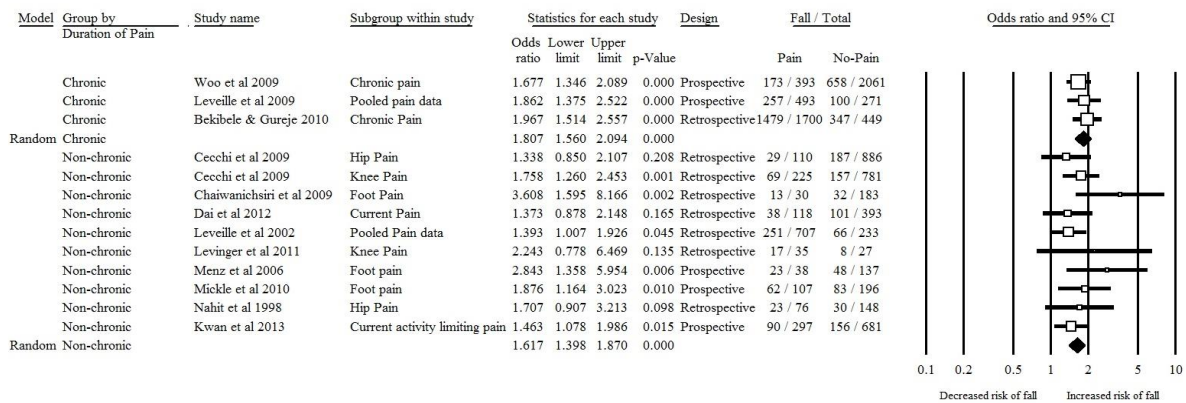 Model Group by Study name Subgroup within study Statistics for each study Design Fall / Total Odds ratio and 95% CI
Duration of Pain
Odds ratio Lower limit Upper limit p-Value Pain No-Pain
Chronic Woo et al 2009 Chronic pain 1.677 1.346 2.089 0.000 Prospective 173 / 393 658 / 2061
Chronic Leveille et al 2009 Pooled pain data 1.862 1.375 2.522 0.000 Prospective 257 / 493 100 / 271
Chronic Bekibele & Gureje 2010 Chronic Pain 1.967 1.514 2.557 0.000 Retrospective 1479 / 1700 347 / 449
Random Chronic 1.807 1.560 2.094 0.000
Non-chronic Cecchi et al 2009 Hip Pain 1.338 0.850 2.107 0.208 Retrospective 29 / 110 187 / 886
Non-chronic Cecchi et al 2009 Knee Pain 1.758 1.260 2.453 0.001 Retrospective 69 / 225 157 / 781
Non-chronic Chaiwanichsiri et al 2009 Foot Pain 3.608 1.595 8.166 0.002 Retrospective 13 / 30 32 / 183
Non-chronic Dai et al 2012 Current Pain 1.373 0.878 2.148 0.165 Retrospective 38 / 118 101 / 393
Non-chronic Leveille et al 2002 Pooled Pain data 1.393 1.007 1.926 0.045 Retrospective 251 / 707 66 / 233
Non-chronic Levinger et al 2011 Knee Pain 2.243 0.778 6.469 0.135 Retrospective 17 / 35 8 / 27
Non-chronic Menz et al 2006 Foot pain 2.843 1.358 5.954 0.006 Prospective 23 / 38 48 / 137
Non-chronic Mickle et al 2010 Foot pain 1.876 1.164 3.023 0.010 Prospective 62 / 107 83 / 196
Non-chronic Nahit et al 1998 Hip Pain 1.707 0.907 3.213 0.098 Retrospective 23 / 76 30 / 148
Non-chronic Kwan et al 2013 Current activity limiting pain 1.463 1.078 1.986 0.015 Prospective 90 / 297 156 / 681
Random Non-chronic 1.617 1.398 1.870 0.000
0.1 0.2 0.5 1 2 5 10
Decreased risk of fall Increased risk of fall